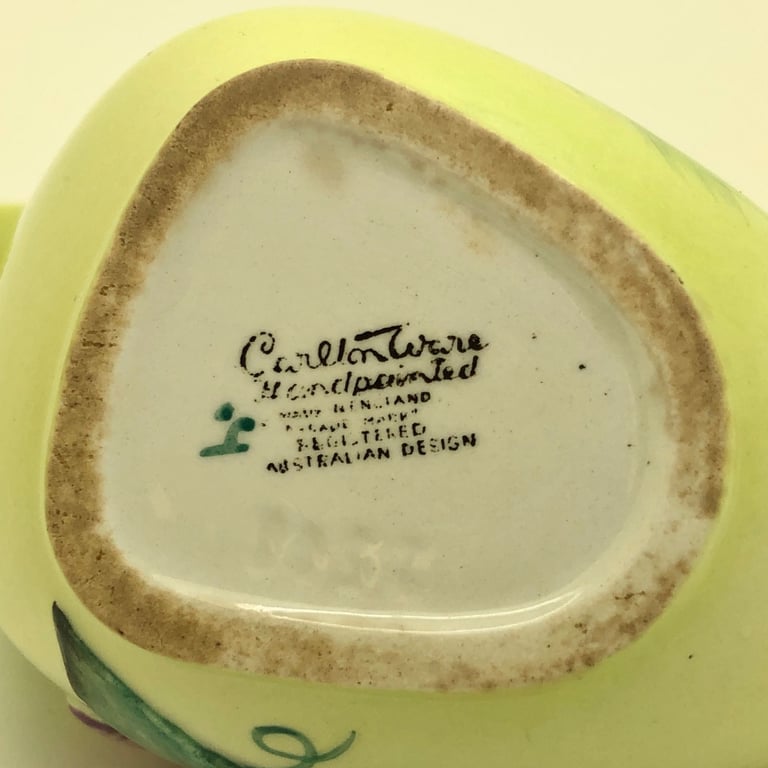 Carlton Ware
Handpainted
MADE IN ENGLAND
"TRADE MARK"
REGISTERED
AUSTRALIAN DESIGN